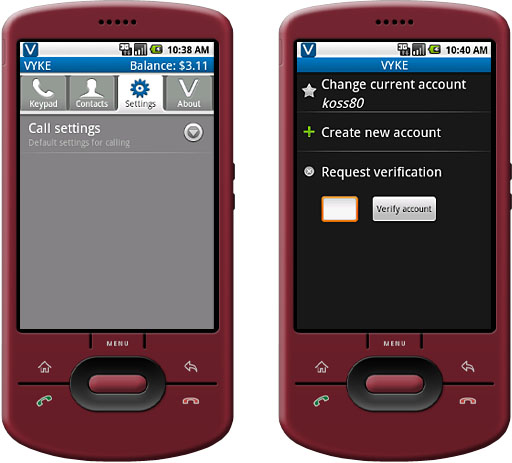 V 3G 10:38 AM
VYKE Balance: $3.11
Keypad Contacts Settings About
Call settings
Default settings for calling
MENU
V 3G 10:40 AM
VYKE
Change current account
koss80
Create new account
Request verification
Verify account
MENU